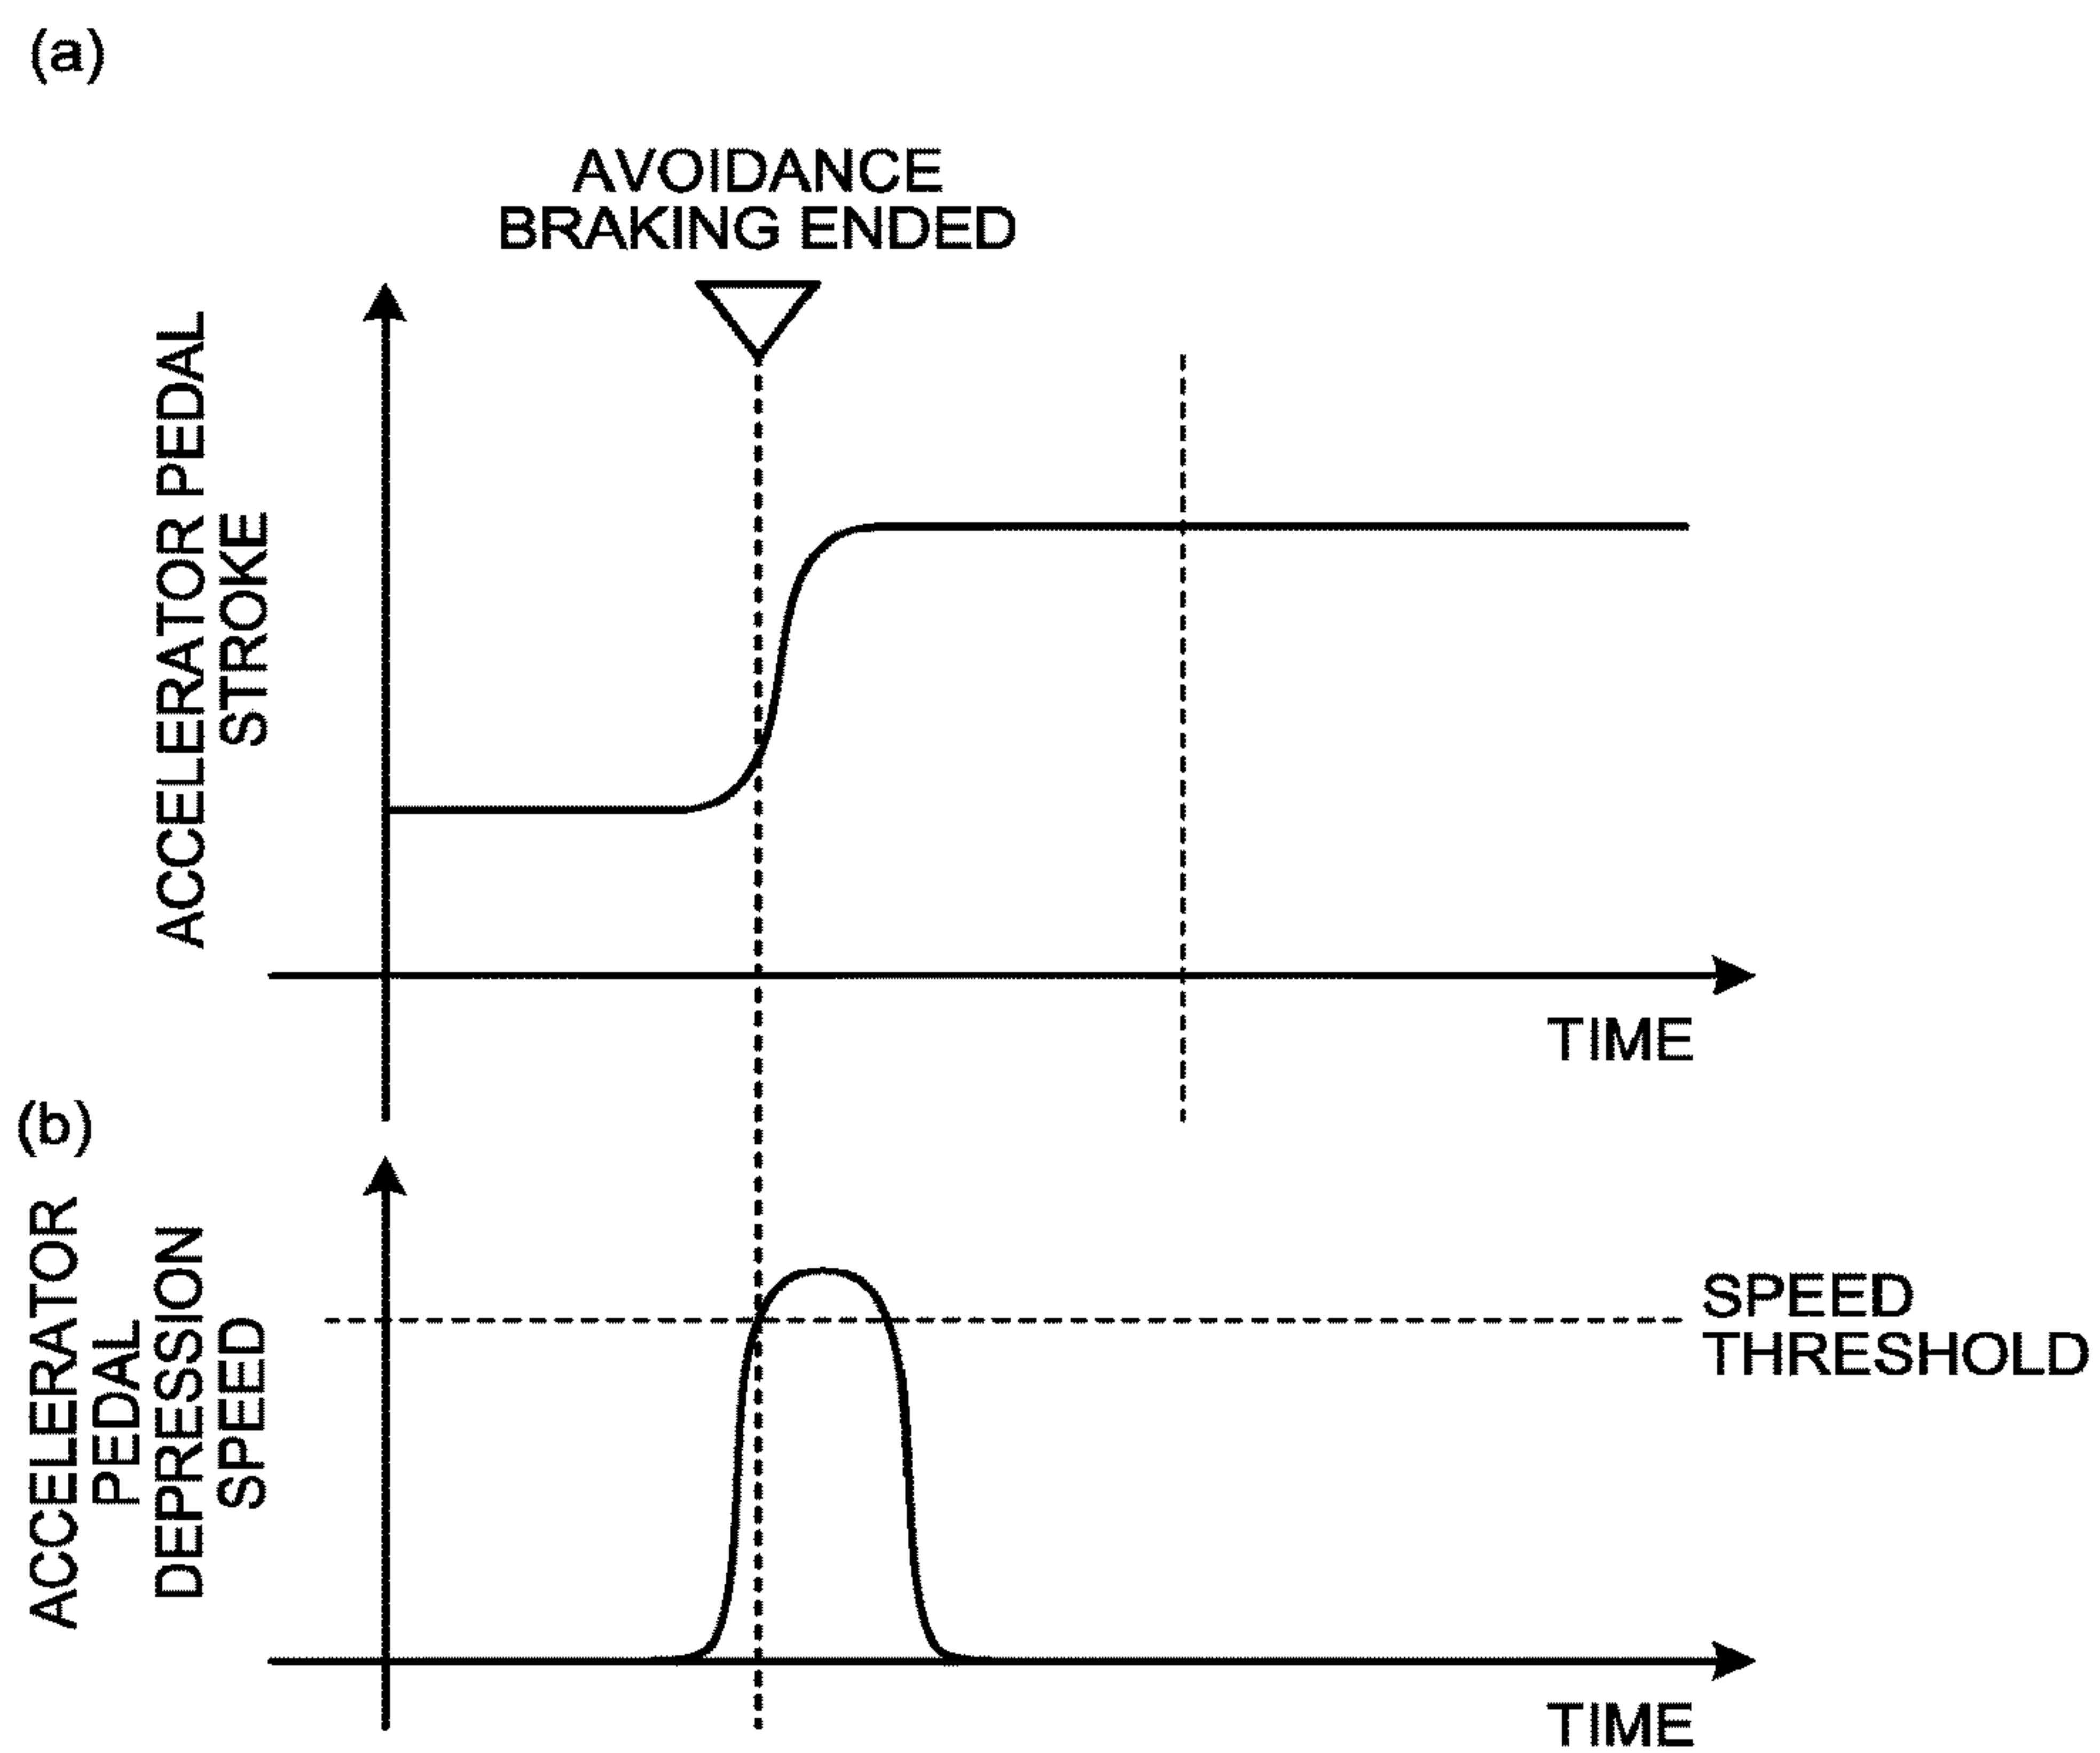 (a)
AVOIDANCE
BRAKING ENDED
ACCELERATOR PEDAL
STROKE
TIME
(b)
ACCELERATOR
PEDAL
DEPRESSION
SPEED
SPEED
THRESHOLD
TIME